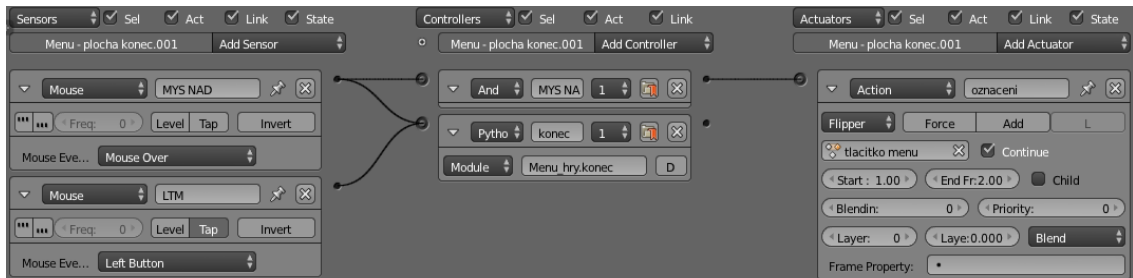 Sensors Sel Act Link State
Controllers Sel Act Link
Actuators Sel Act Link State
Menu - plocha konec.001 Add Sensor
Menu - plocha konec.001 Add Controller
Menu - plocha konec.001 Add Actuator
Mouse MYS NAD
Freq: 0 Level Tap Invert
Mouse Eve... Mouse Over
Mouse LTM
Freq: 0 Level Tap Invert
Mouse Eve... Left Button
And MYS NA 1
Pytho konec 1
Module Menu_hry.konec D
Action oznaceni
Flipper Force Add L
tlacitko menu Continue
Start : 1.00 End Fr:2.00 Child
Blendin: 0 Priority: 0
Layer: 0 Laye:0.000 Blend
Frame Property: